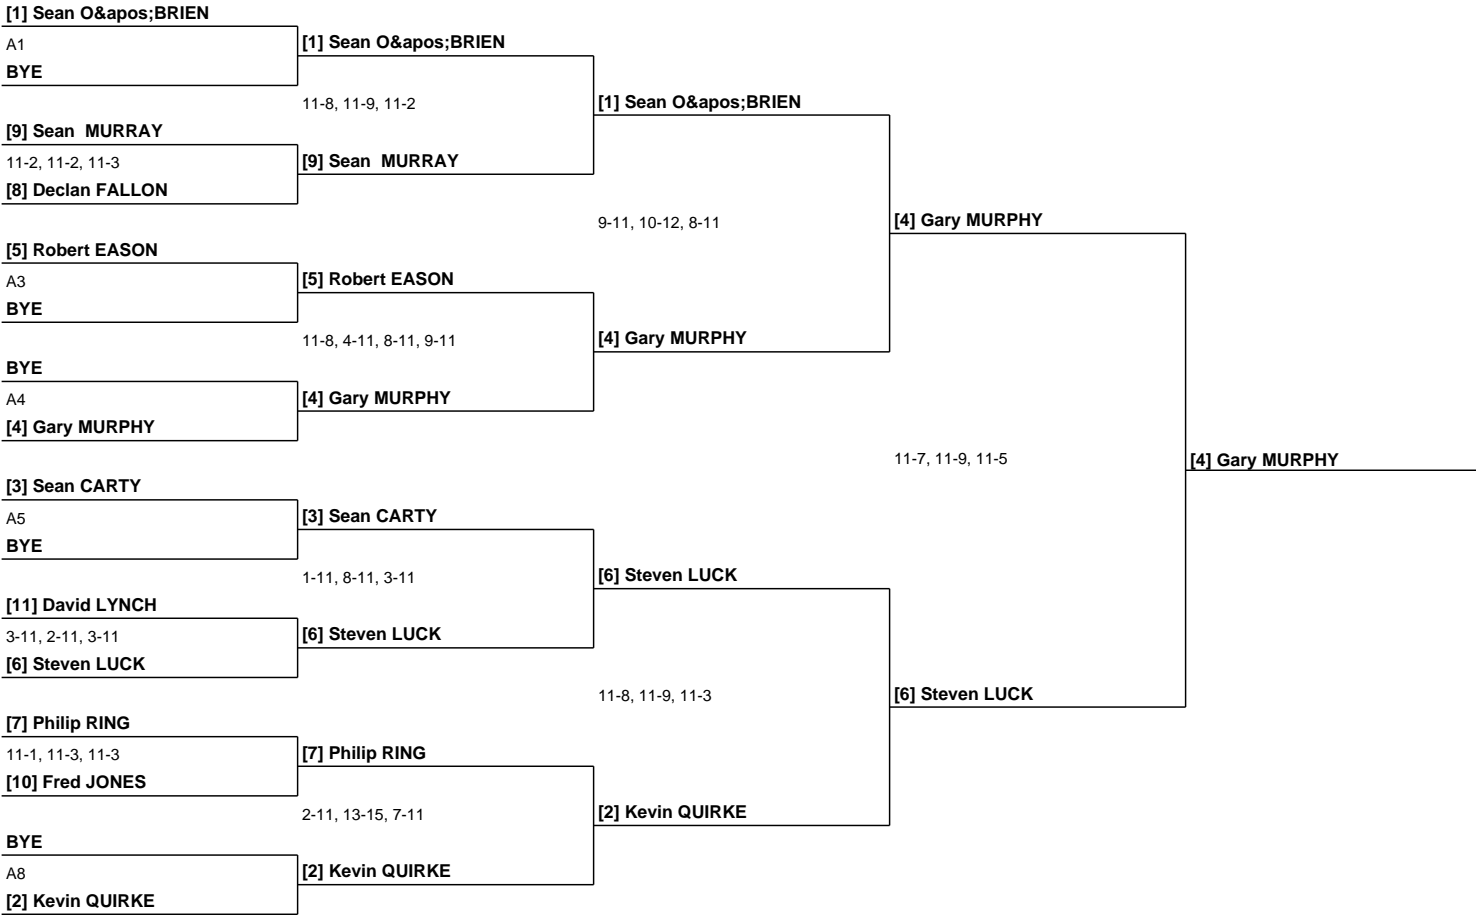 [1] Sean O&apos;BRIEN
A1
BYE
[9] Sean  MURRAY
11-2, 11-2, 11-3
[8] Declan FALLON
[5] Robert EASON
A3
BYE
BYE
A4
[4] Gary MURPHY
[3] Sean CARTY
A5
BYE
[11] David LYNCH
3-11, 2-11, 3-11
[6] Steven LUCK
[7] Philip RING
11-1, 11-3, 11-3
[10] Fred JONES
BYE
A8
[2] Kevin QUIRKE
[1] Sean O&apos;BRIEN
11-8, 11-9, 11-2
[9] Sean  MURRAY
[5] Robert EASON
11-8, 4-11, 8-11, 9-11
[4] Gary MURPHY
[3] Sean CARTY
1-11, 8-11, 3-11
[6] Steven LUCK
[7] Philip RING
2-11, 13-15, 7-11
[2] Kevin QUIRKE
[1] Sean O&apos;BRIEN
9-11, 10-12, 8-11
[4] Gary MURPHY
[6] Steven LUCK
11-8, 11-9, 11-3
[2] Kevin QUIRKE
[4] Gary MURPHY
11-7, 11-9, 11-5
[6] Steven LUCK
[4] Gary MURPHY